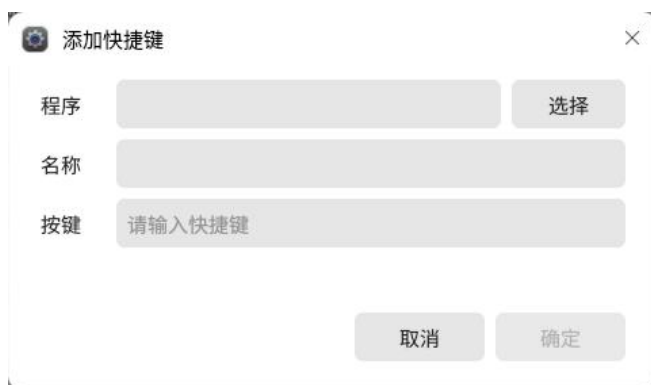 添加快捷键
程序 选择
名称
按键 请输入快捷键
取消 确定